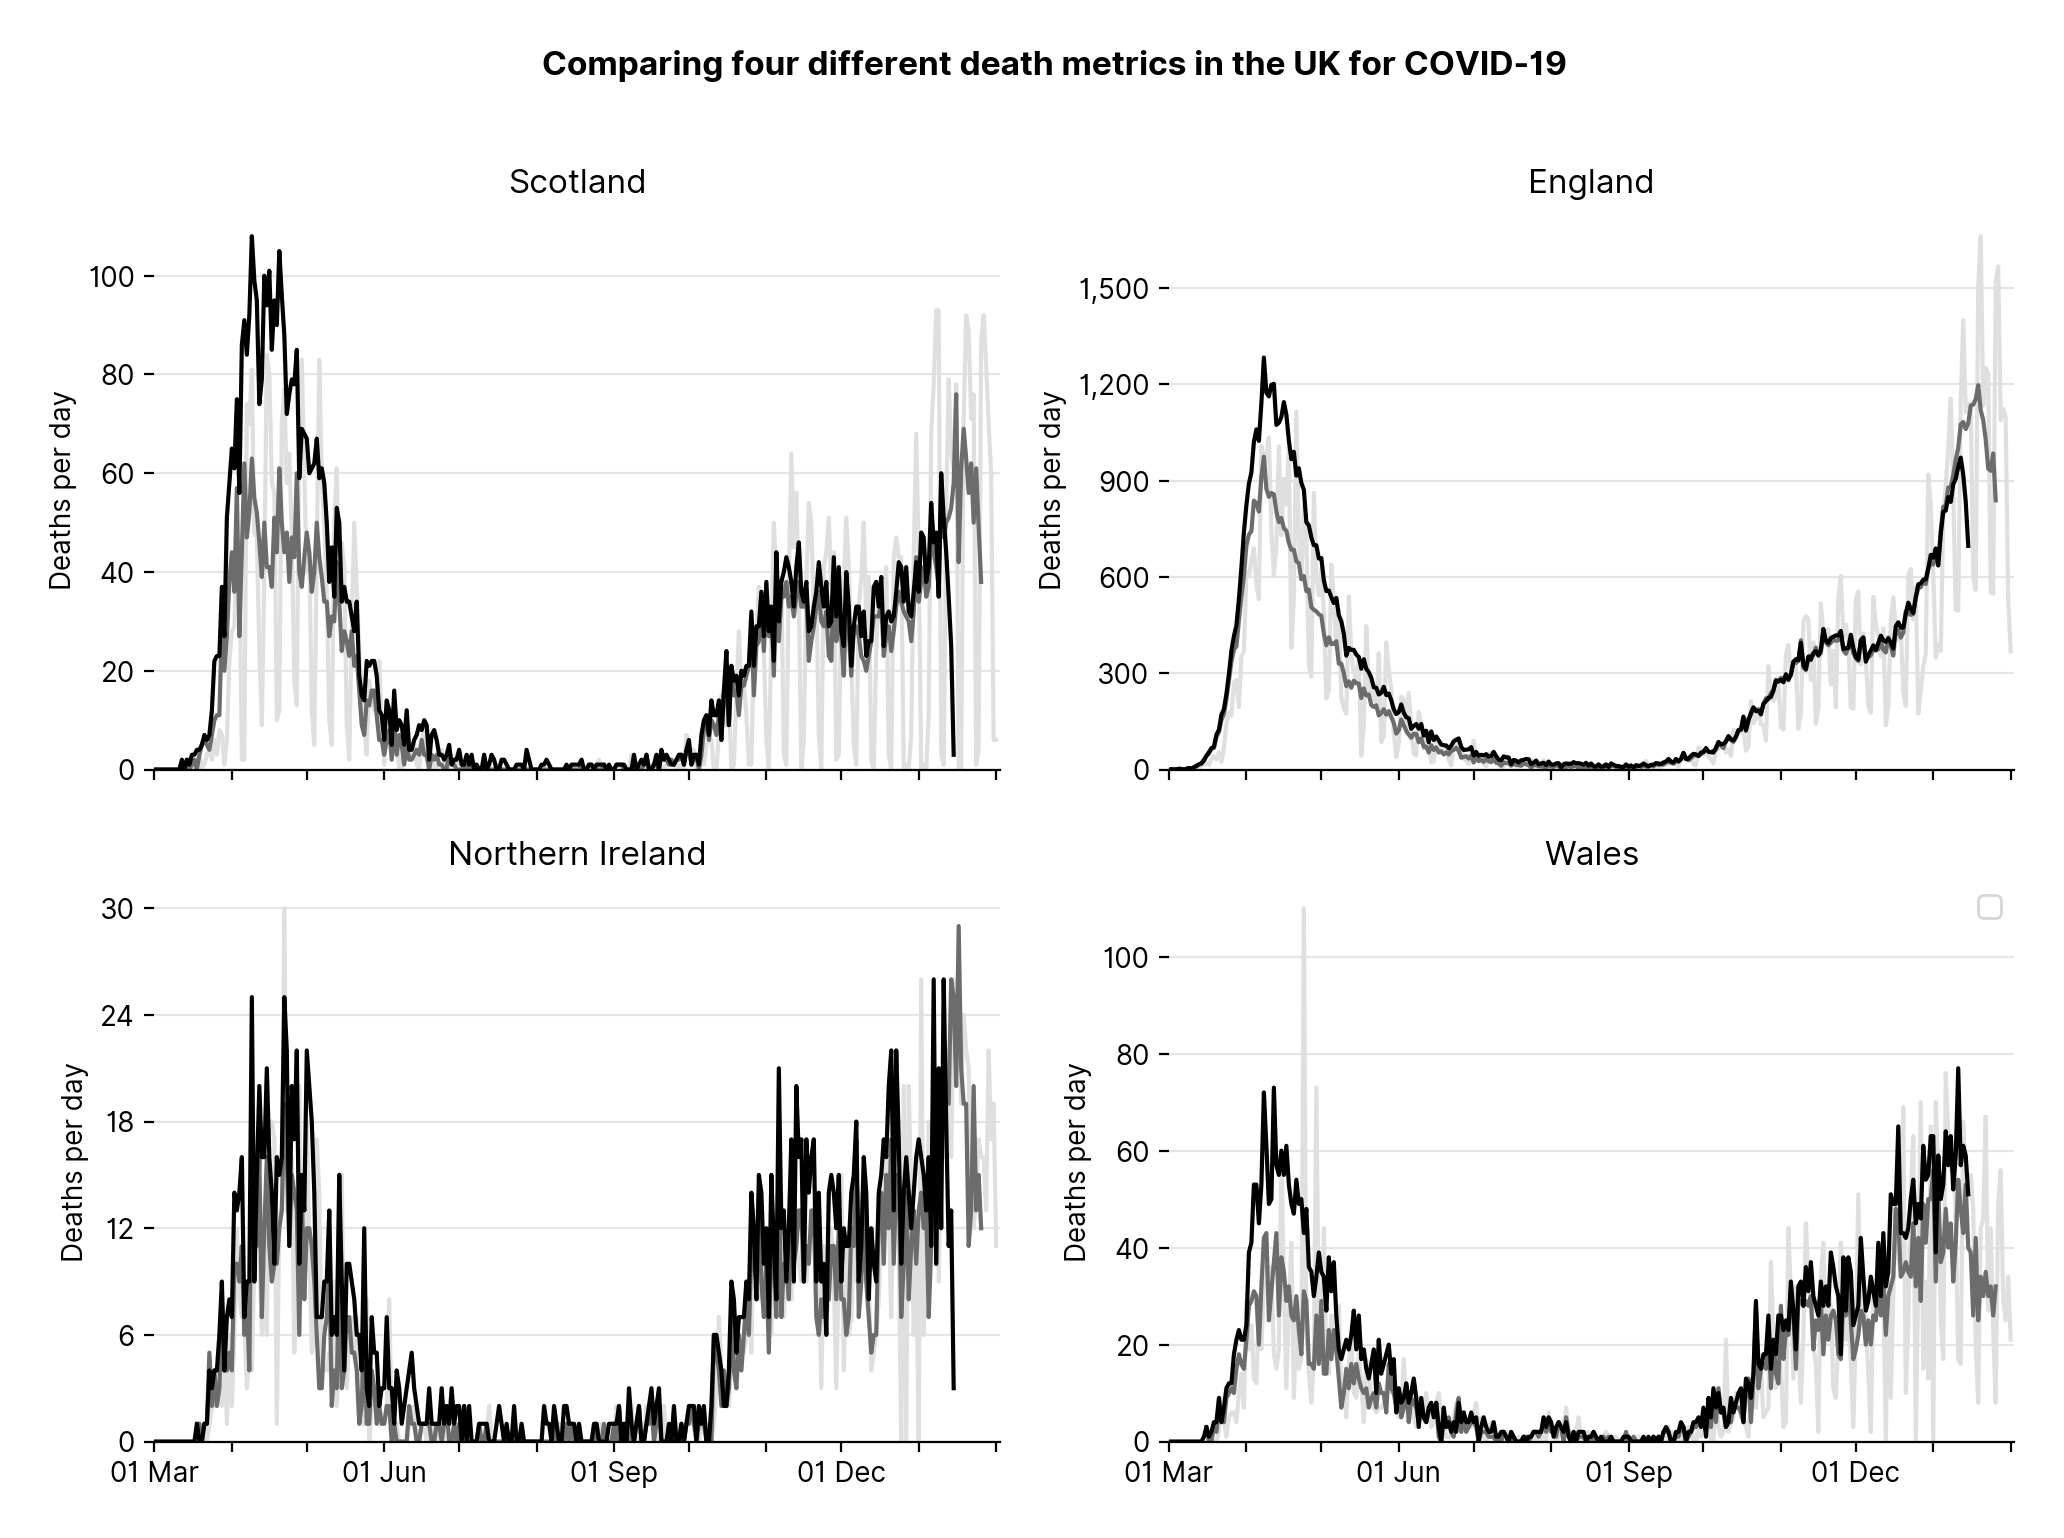 Comparing four different death metrics in the UK for COVID-19
Scotland
Deaths per day
100
80
60
40
20
0
England
Deaths per day
1,500
1,200
900
600
300
0
Northern Ireland
Deaths per day
30
24
18
12
6
0
01 Mar
01 Jun
01 Sep
01 Dec
Wales
Deaths per day
100
80
60
40
20
0
01 Mar
01 Jun
01 Sep
01 Dec